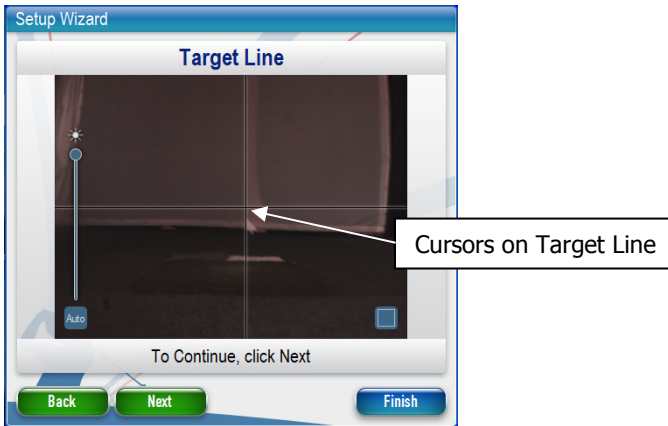 Setup Wizard
Target Line
Cursors on Target Line
Auto
To Continue, click Next
Back
Next
Finish